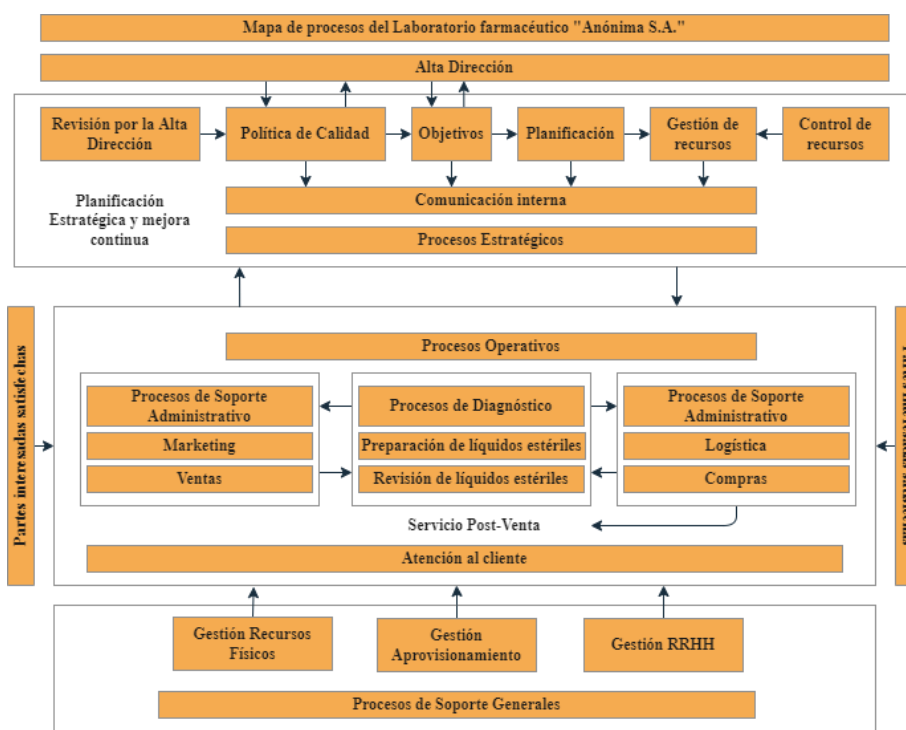 Mapa de procesos del Laboratorio farmacéutico "Anónima S.A."
Alta Dirección
Revisión por la Alta
Dirección
Política de Calidad
Objetivos
Planificación
Gestión de
recursos
Control de
recursos
Comunicación interna
Planificación
Estratégica y mejora
continua
Procesos Estratégicos
Partes interesadas satisfechas
Procesos Operativos
Procesos de Soporte
Administrativo
Marketing
Ventas
Procesos de Diagnóstico
Preparación de líquidos estériles
Revisión de líquidos estériles
Procesos de Soporte
Administrativo
Logística
Compras
Servicio Post-Venta
Atención al cliente
Gestión Recursos
Físicos
Gestión
Aprovisionamiento
Gestión RRHH
Procesos de Soporte Generales